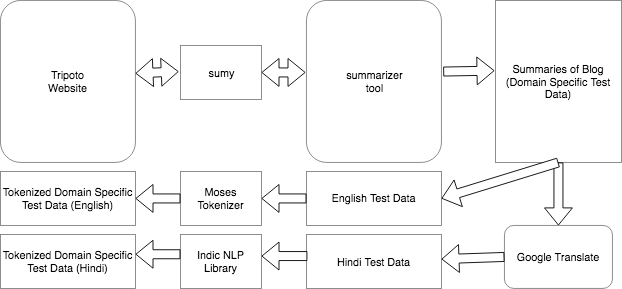 Tripoto
Website
sumy
summarizer
tool
Summaries of Blog
(Domain Specific Test
Data)
Tokenized Domain Specific
Test Data (English)
Moses
Tokenizer
English Test Data
Tokenized Domain Specific
Test Data (Hindi)
Indic NLP
Library
Hindi Test Data
Google Translate